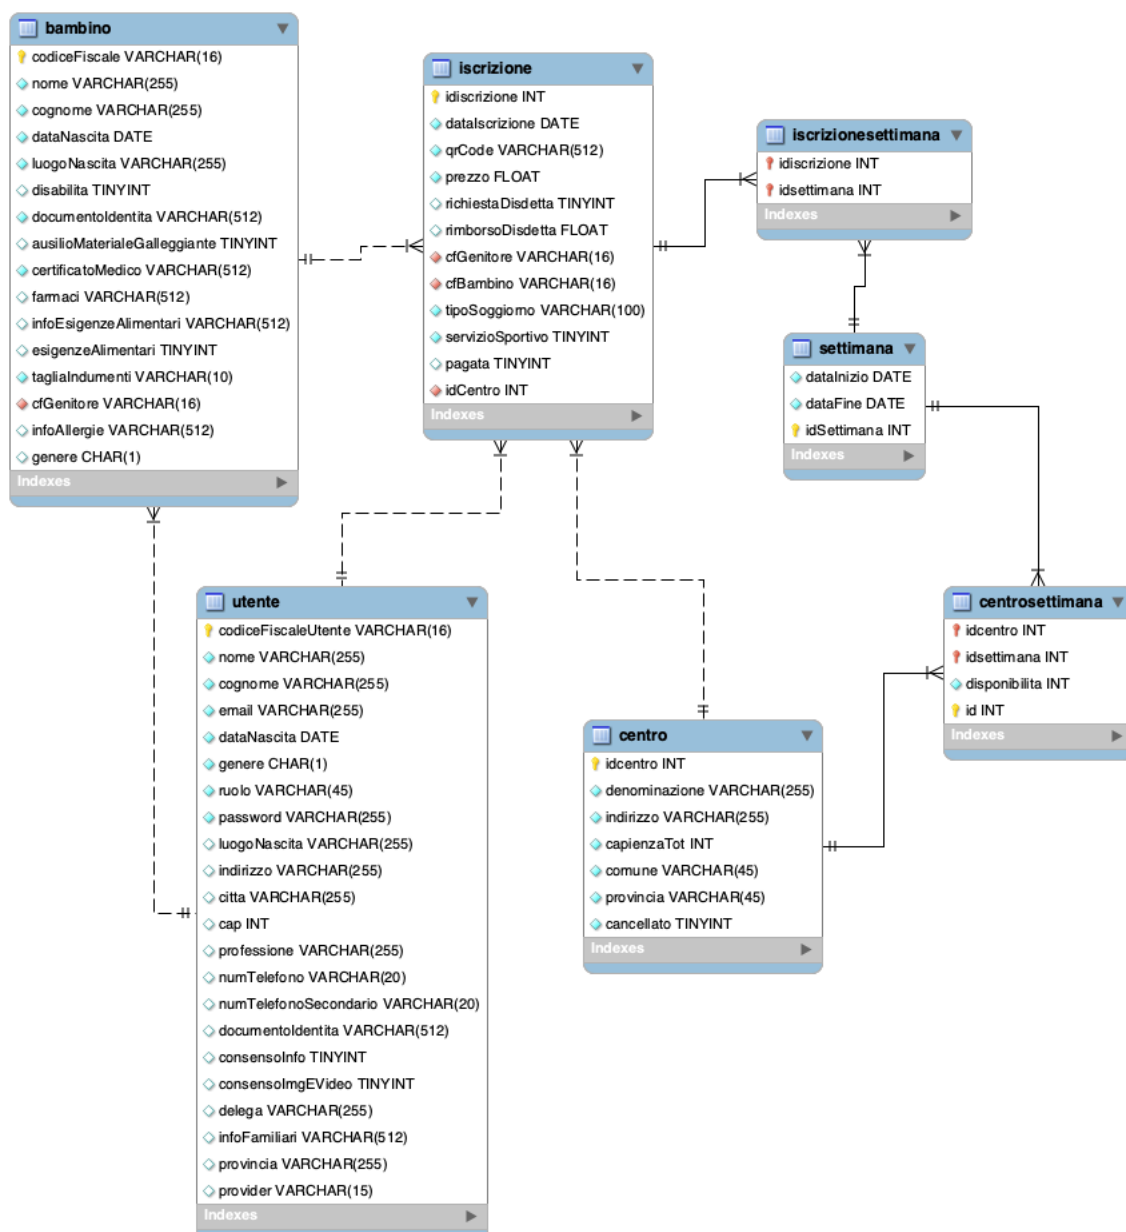 bambino
codiceFiscale VARCHAR(16)
nome VARCHAR(255)
cognome VARCHAR(255)
dataNascita DATE
luogoNascita VARCHAR(255)
disabilita TINYINT
documentoIdentita VARCHAR(512)
ausilioMaterialeGalleggiante TINYINT
certificatoMedico VARCHAR(512)
farmaci VARCHAR(512)
infoEsigenzeAlimentari VARCHAR(512)
esigenzeAlimentari TINYINT
tagliaIndumenti VARCHAR(10)
cfGenitore VARCHAR(16)
infoAllergie VARCHAR(512)
genere CHAR(1)
Indexes
iscrizione
idiscrizione INT
dataIscrizione DATE
qrCode VARCHAR(512)
prezzo FLOAT
richiestaDisdetta TINYINT
rimborsoDisdetta FLOAT
cfGenitore VARCHAR(16)
cfBambino VARCHAR(16)
tipoSoggiorno VARCHAR(100)
servizioSportivo TINYINT
pagata TINYINT
idCentro INT
Indexes
iscrizionesettimana
idiscrizione INT
idsettimana INT
Indexes
settimana
dataInizio DATE
dataFine DATE
idSettimana INT
Indexes
utente
codiceFiscaleUtente VARCHAR(16)
nome VARCHAR(255)
cognome VARCHAR(255)
email VARCHAR(255)
dataNascita DATE
genere CHAR(1)
ruolo VARCHAR(45)
password VARCHAR(255)
luogoNascita VARCHAR(255)
indirizzo VARCHAR(255)
citta VARCHAR(255)
cap INT
professione VARCHAR(255)
numTelefono VARCHAR(20)
numTelefonoSecondario VARCHAR(20)
documentoIdentita VARCHAR(512)
consensoInfo TINYINT
consensoImgEVideo TINYINT
delega VARCHAR(255)
infoFamiliari VARCHAR(512)
provincia VARCHAR(255)
provider VARCHAR(15)
Indexes
centro
idcentro INT
denominazione VARCHAR(255)
indirizzo VARCHAR(255)
capienzaTot INT
comune VARCHAR(45)
provincia VARCHAR(45)
cancellato TINYINT
Indexes
centrosettimana
idcentro INT
idsettimana INT
disponibilita INT
id INT
Indexes